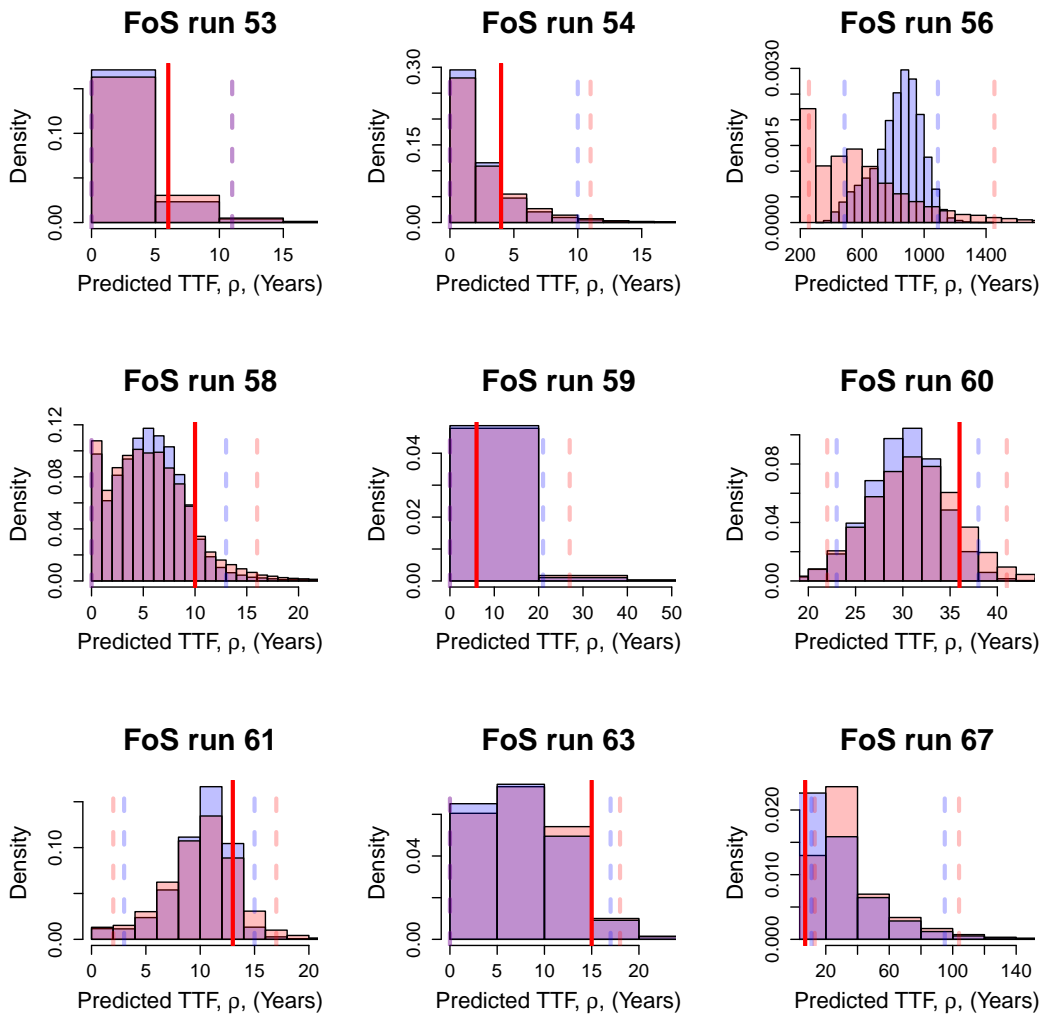 FoS run 53
FoS run 54
FoS run 56
Density
0.00
0.10
0 5 10 15
Predicted TTF, ρ, (Years)
Density
0.00
0.15
0.30
0 5 10 15
Predicted TTF, ρ, (Years)
Density
0.0000
0.0015
0.0030
200 600 1000 1400
Predicted TTF, ρ, (Years)
FoS run 58
FoS run 59
FoS run 60
Density
0.00
0.04
0.08
0.12
0 5 10 15 20
Predicted TTF, ρ, (Years)
Density
0.00
0.02
0.04
0 10 20 30 40 50
Predicted TTF, ρ, (Years)
Density
0.00
0.04
0.08
20 25 30 35 40
Predicted TTF, ρ, (Years)
FoS run 61
FoS run 63
FoS run 67
Density
0.00
0.10
0 5 10 15 20
Predicted TTF, ρ, (Years)
Density
0.00
0.04
0 5 10 15 20
Predicted TTF, ρ, (Years)
Density
0.000
0.010
0.020
20 60 100 140
Predicted TTF, ρ, (Years)